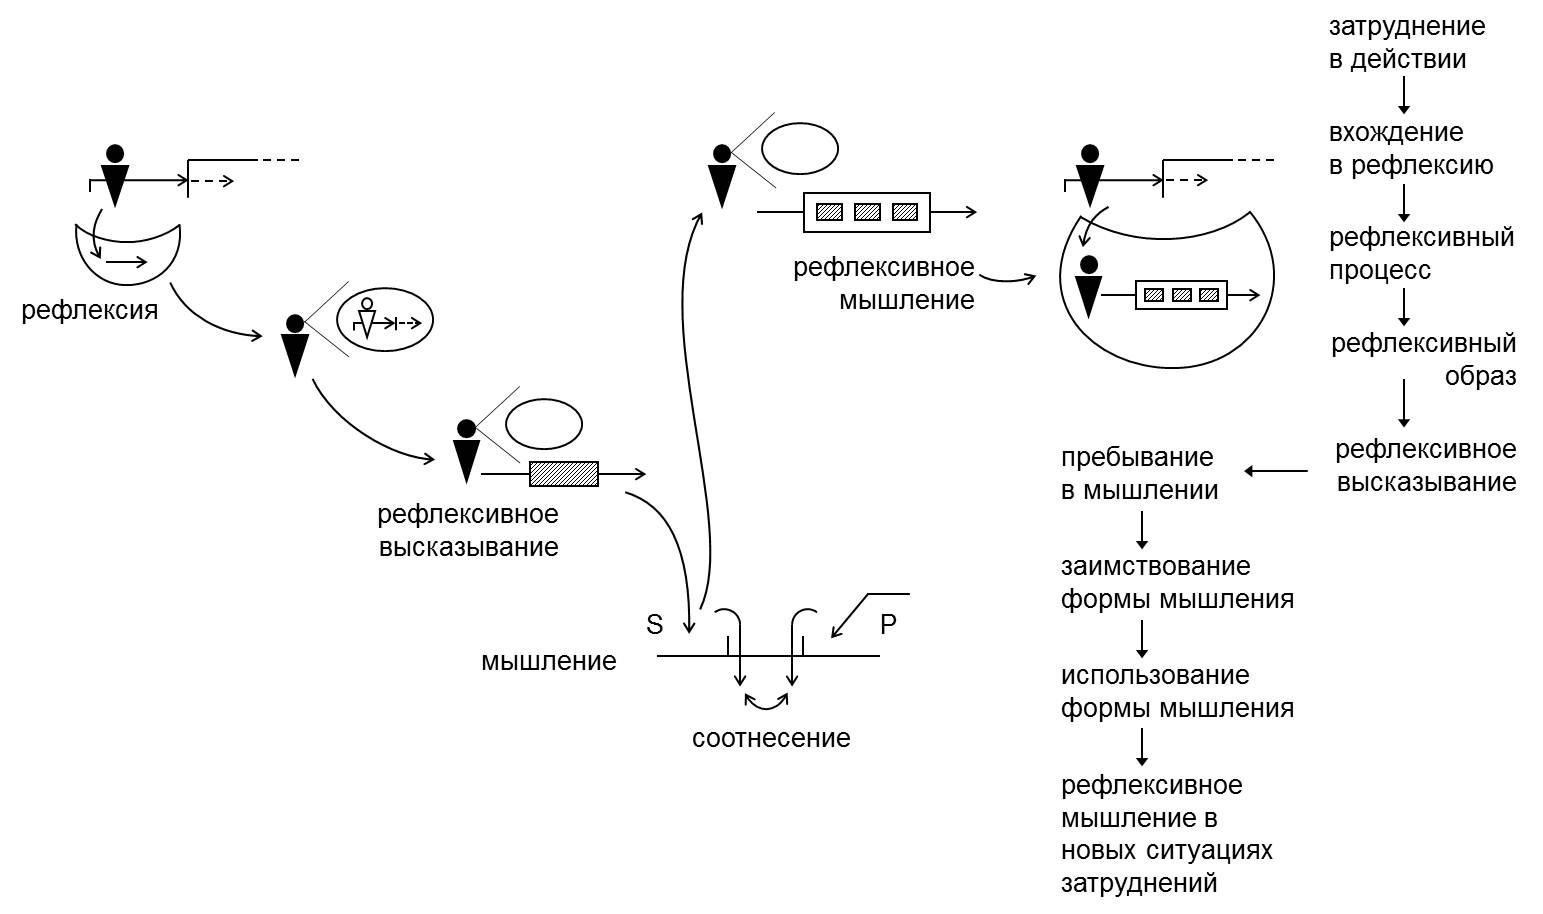 рефлексия
рефлексивное
высказывание
мышление
S
P
соотнесение
рефлексивное
мышление
затруднение
в действии
вхождение
в рефлексию
рефлексивный
процесс
рефлексивный
образ
рефлексивное
высказывание
пребывание
в мышлении
заимствование
формы мышления
использование
формы мышления
рефлексивное
мышление в
новых ситуациях
затруднений